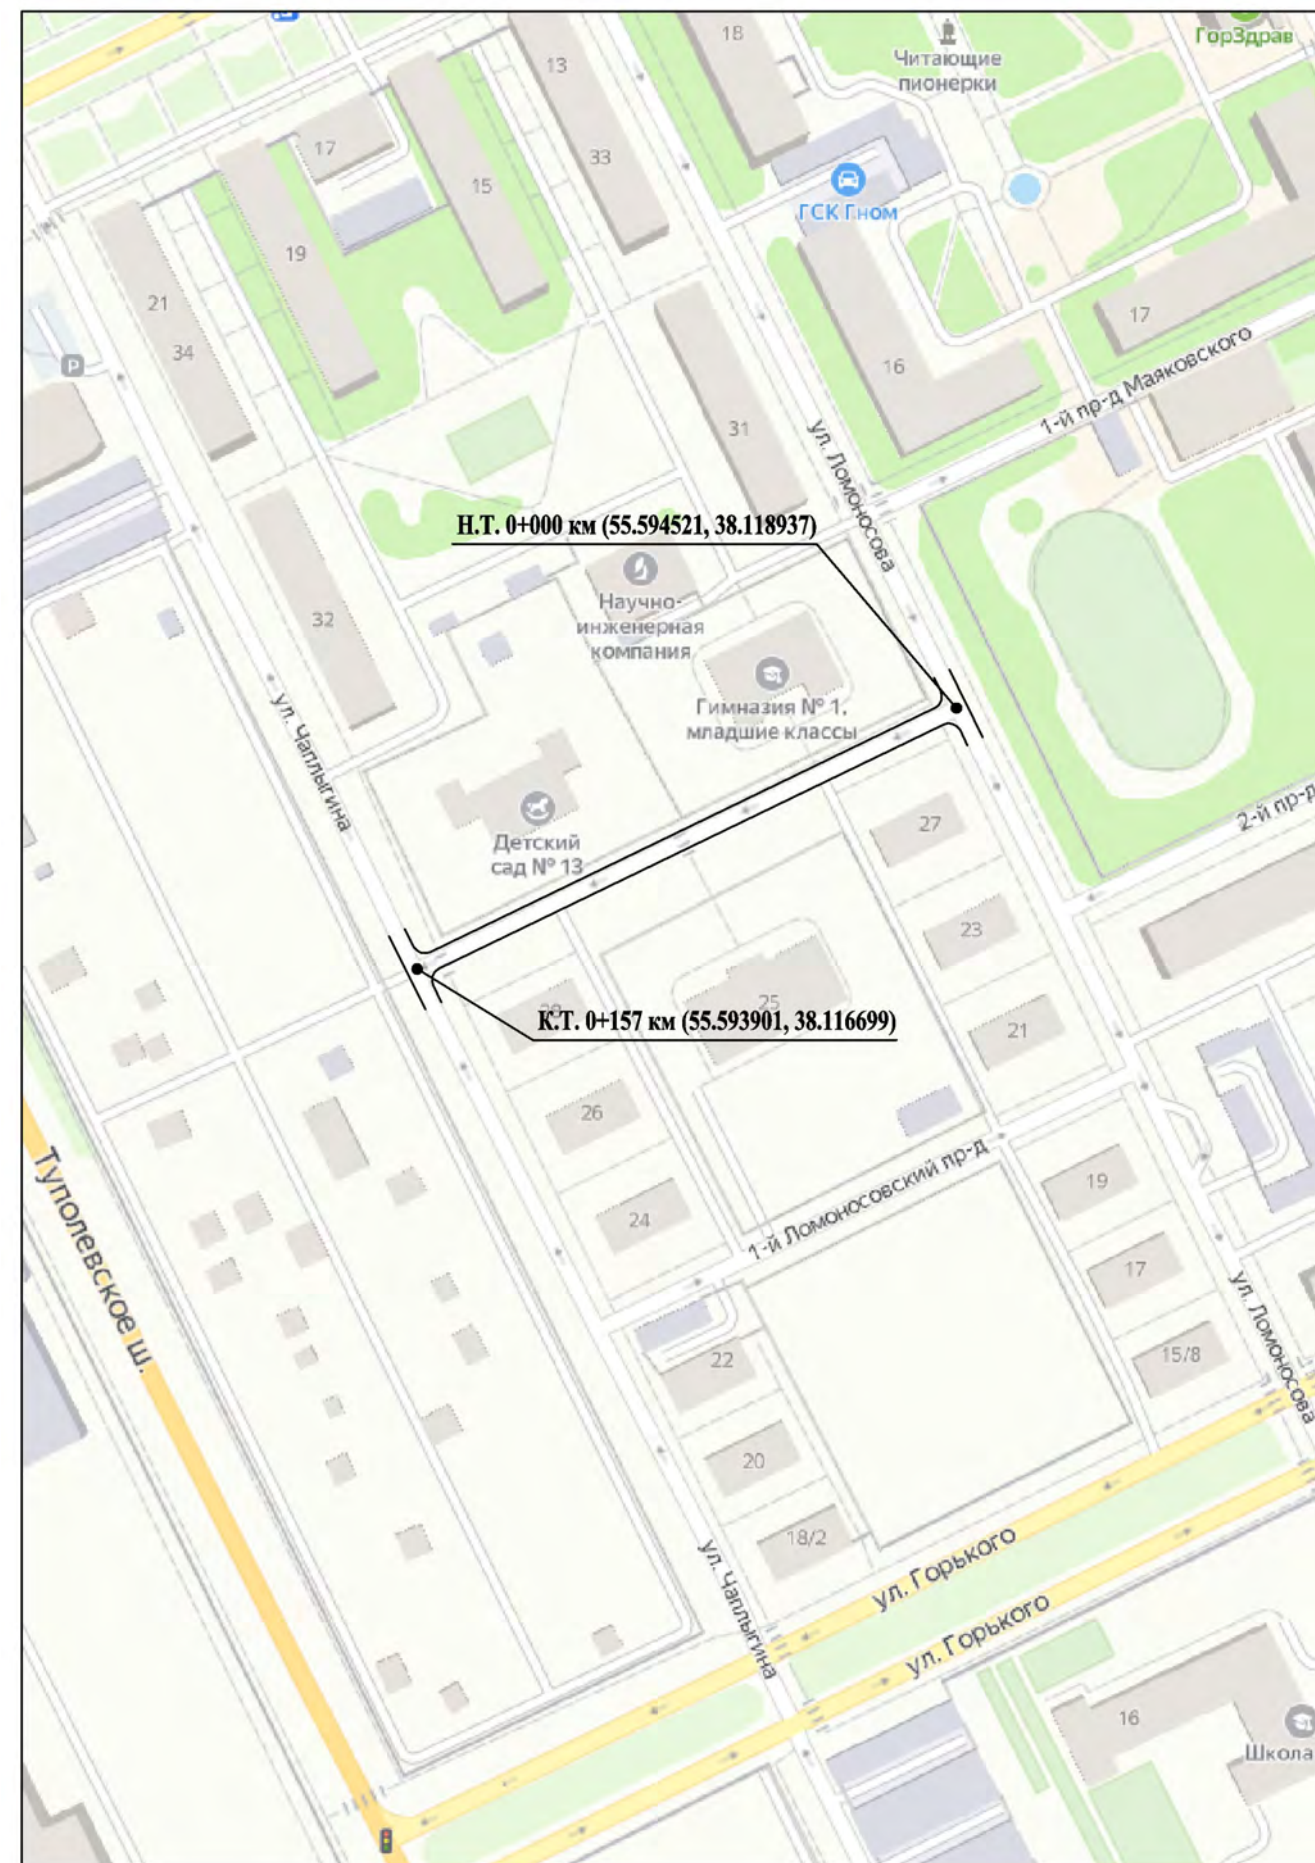 18
Читающие
пионерки
ГорЗдрав
13
17
33
15
ГСК Гном
19
21
34
P
17
16
1-й пр-д Маяковского
31
ул. Ломоносова
Н.Т. 0+000 км (55.594521, 38.118937)
32
Научно-
инженерная
компания
Гимназия № 1,
младшие классы
ул. Чаплыгина
Детский
сад № 13
27
2-й пр-д
23
25
К.Т. 0+157 км (55.593901, 38.116699)
21
26
1-й Ломоносовский пр-д
19
24
Туполевское ш.
17
ул. Ломоносова
22
15/8
20
18/2
ул. Горького
ул. Чаплыгина
ул. Горького
16
Школа